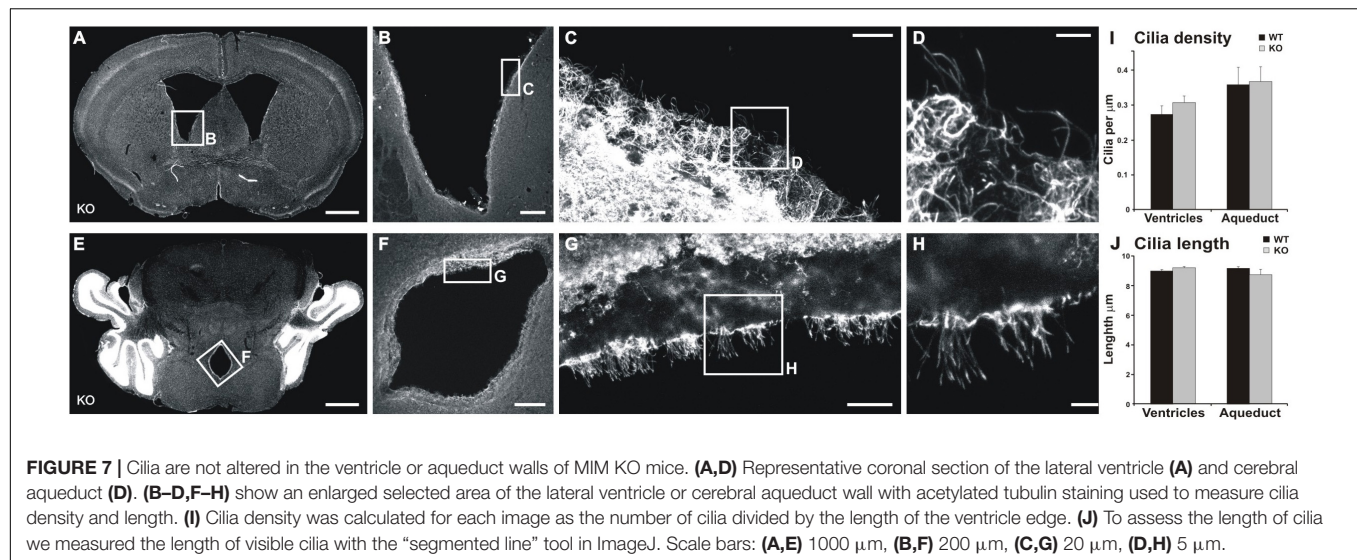 A
B
KO
B
C
C
D
D
E
F
KO
F
G
G
H
H
I Cilia density
WT
KO
Cilia per μm
0.4
0.3
0.2
0.1
0
Ventricles Aqueduct
J Cilia length
WT
KO
Lenghth μm
10
8
6
4
2
0
Ventricles Aqueduct
FIGURE 7 | Cilia are not altered in the ventricle or aqueduct walls of MIM KO mice. (A,D) Representative coronal section of the lateral ventricle (A) and cerebral
aqueduct (D). (B–D,F–H) show an enlarged selected area of the lateral ventricle or cerebral aqueduct wall with acetylated tubulin staining used to measure cilia
density and length. (I) Cilia density was calculated for each image as the number of cilia divided by the length of the ventricle edge. (J) To assess the length of cilia
we measured the length of visible cilia with the “segmented line” tool in ImageJ. Scale bars: (A,E) 1000 μm, (B,F) 200 μm, (C,G) 20 μm, (D,H) 5 μm.